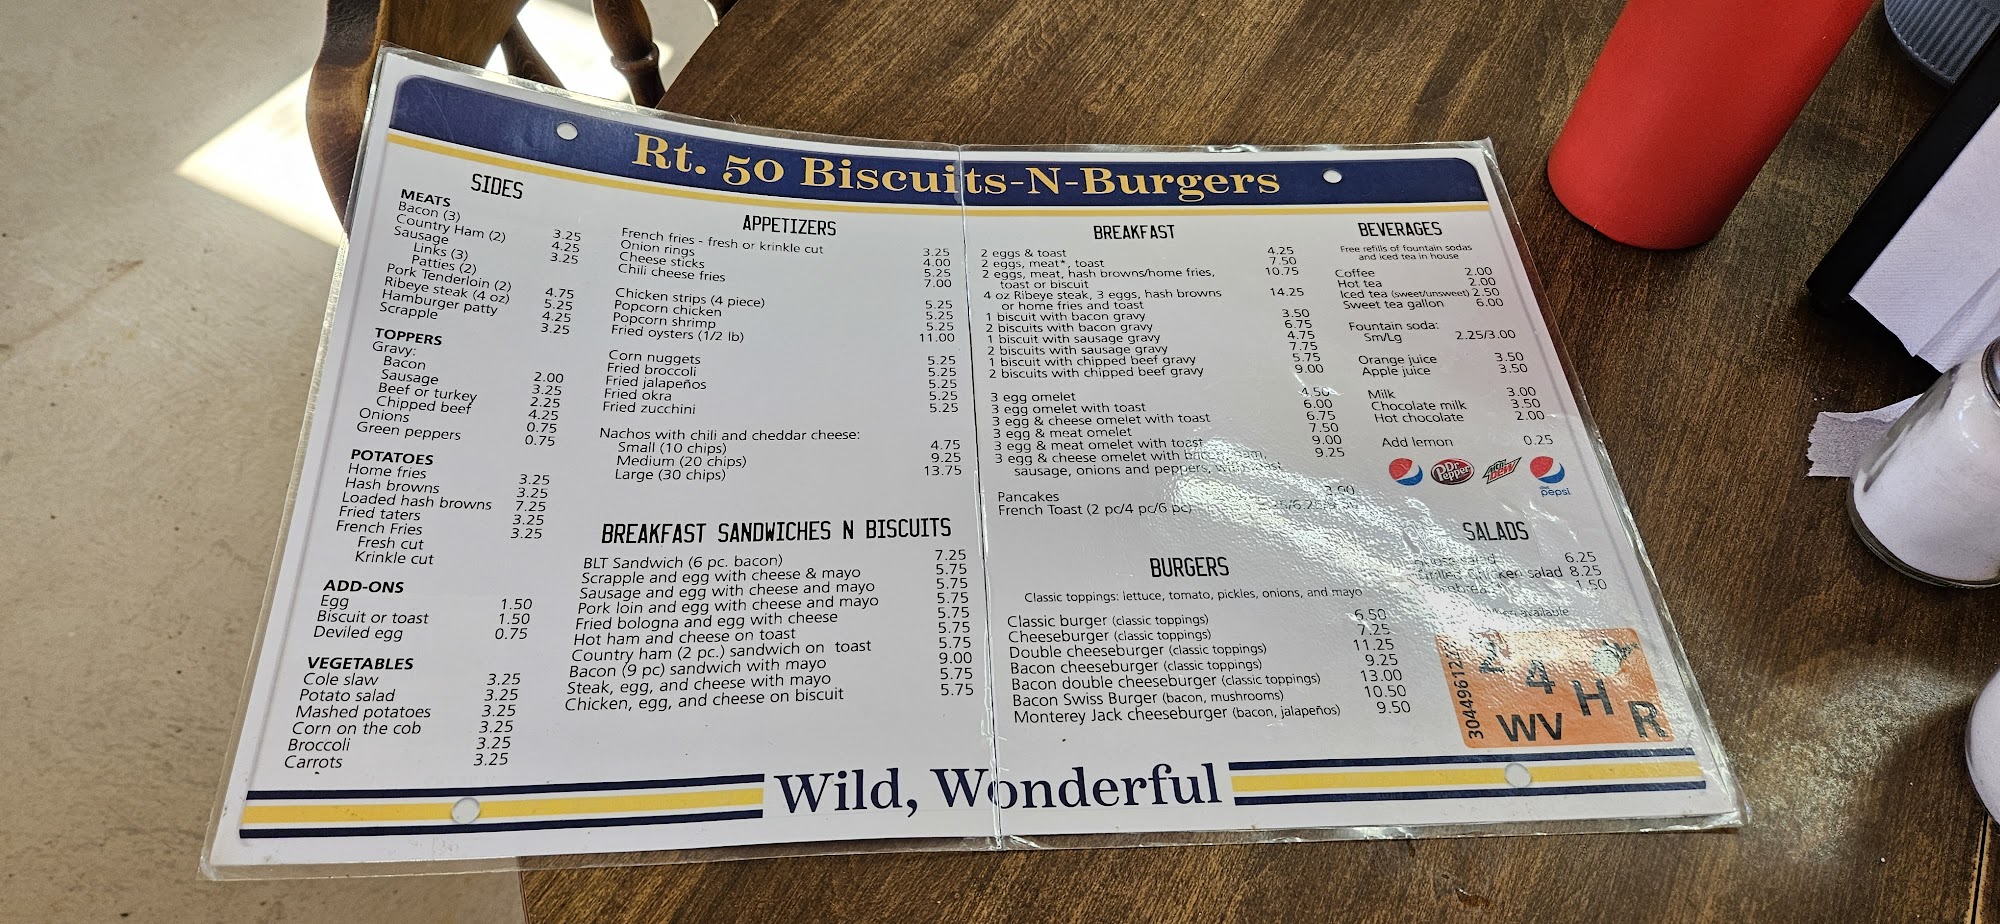 Rt. 50 Biscuits-N-Burgers
SIDES
MEATS
Bacon (3) 3.25
Country Ham (2) 4.25
Sausage 3.25
Links (3)
Patties (2)
Pork Tenderloin (2) 4.75
Ribeye steak (4 oz) 5.25
Hamburger patty 4.25
Scrapple 3.25
TOPPERS
Gravy:
Bacon 2.00
Sausage 3.25
Beef or turkey 2.25
Chipped beef 4.25
Onions 0.75
Green peppers 0.75
POTATOES
Home fries 3.25
Hash browns 3.25
Loaded hash browns 7.25
Fried taters 3.25
French Fries 3.25
Fresh cut
Krinkle cut
ADD-ONS
Egg 1.50
Biscuit or toast 1.50
Deviled egg 0.75
VEGETABLES
Cole slaw 3.25
Potato salad 3.25
Mashed potatoes 3.25
Corn on the cob 3.25
Broccoli 3.25
Carrots 3.25
APPETIZERS
French fries - fresh or krinkle cut 3.25
Onion rings 4.00
Cheese sticks 5.25
Chili cheese fries 7.00
Chicken strips (4 piece) 5.25
Popcorn chicken 5.25
Popcorn shrimp 5.25
Fried oysters (1/2 lb) 11.00
Corn nuggets 5.25
Fried broccoli 5.25
Fried jalapeños 5.25
Fried okra 5.25
Fried zucchini 5.25
Nachos with chili and cheddar cheese:
Small (10 chips) 4.75
Medium (20 chips) 9.25
Large (30 chips) 13.75
BREAKFAST SANDWICHES N BISCUITS
BLT Sandwich (6 pc. bacon) 7.25
Scrapple and egg with cheese & mayo 5.75
Sausage and egg with cheese and mayo 5.75
Pork loin and egg with cheese and mayo 5.75
Fried bologna and egg with cheese 5.75
Hot ham and cheese on toast 5.75
Country ham (2 pc.) sandwich on toast 5.75
Bacon (9 pc) sandwich with mayo 9.00
Steak, egg, and cheese with mayo 5.75
Chicken, egg, and cheese on biscuit 5.75
BREAKFAST
2 eggs & toast 4.25
2 eggs, meat*, toast 7.50
2 eggs, meat, hash browns/home fries, 10.75
toast or biscuit
4 oz Ribeye steak, 3 eggs, hash browns 14.25
or home fries and toast
1 biscuit with bacon gravy 3.50
2 biscuits with bacon gravy 6.75
1 biscuit with sausage gravy 4.75
2 biscuits with sausage gravy 7.75
1 biscuit with chipped beef gravy 5.75
2 biscuits with chipped beef gravy 9.00
3 egg omelet 4.50
3 egg omelet with toast 6.00
3 egg & cheese omelet with toast 6.75
3 egg & meat omelet 7.50
3 egg & meat omelet with toast 9.00
3 egg & cheese omelet with 9.25
sausage, onions and peppers,
Pancakes
French Toast (2 pc/4 pc/6 pc)
BURGERS
Classic toppings: lettuce, tomato, pickles, onions, and mayo
Classic burger (classic toppings) 6.50
Cheeseburger (classic toppings) 7.25
Double cheeseburger (classic toppings) 11.25
Bacon cheeseburger (classic toppings) 9.25
Bacon double cheeseburger (classic toppings) 13.00
Bacon Swiss Burger (bacon, mushrooms) 10.50
Monterey Jack cheeseburger (bacon, jalapeños) 9.50
BEVERAGES
Free refills of fountain sodas
and iced tea in house
Coffee 2.00
Hot tea 2.00
Iced tea (sweet/unsweet) 2.50
Sweet tea gallon 6.00
Fountain soda:
Sm/Lg 2.25/3.00
Orange juice 3.50
Apple juice 3.50
Milk 3.00
Chocolate milk 3.50
Hot chocolate 2.00
Add lemon 0.25
Dr Pepper
pepsi
SALADS
salad 6.25
chicken salad 8.25
1.50
available
4 H
WV R
Wild, Wonderful